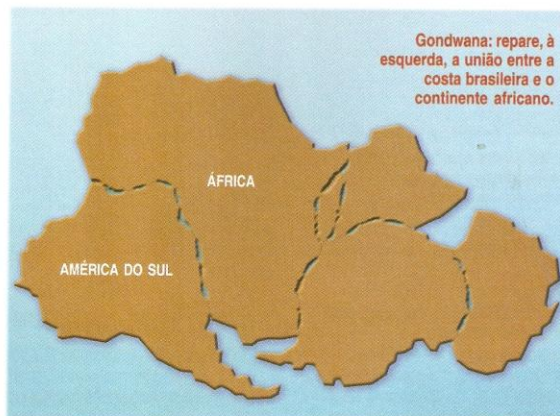 Gondwana: repare, à
esquerda, a união entre a
costa brasileira e o
continente africano.
ÁFRICA
AMÉRICA DO SUL